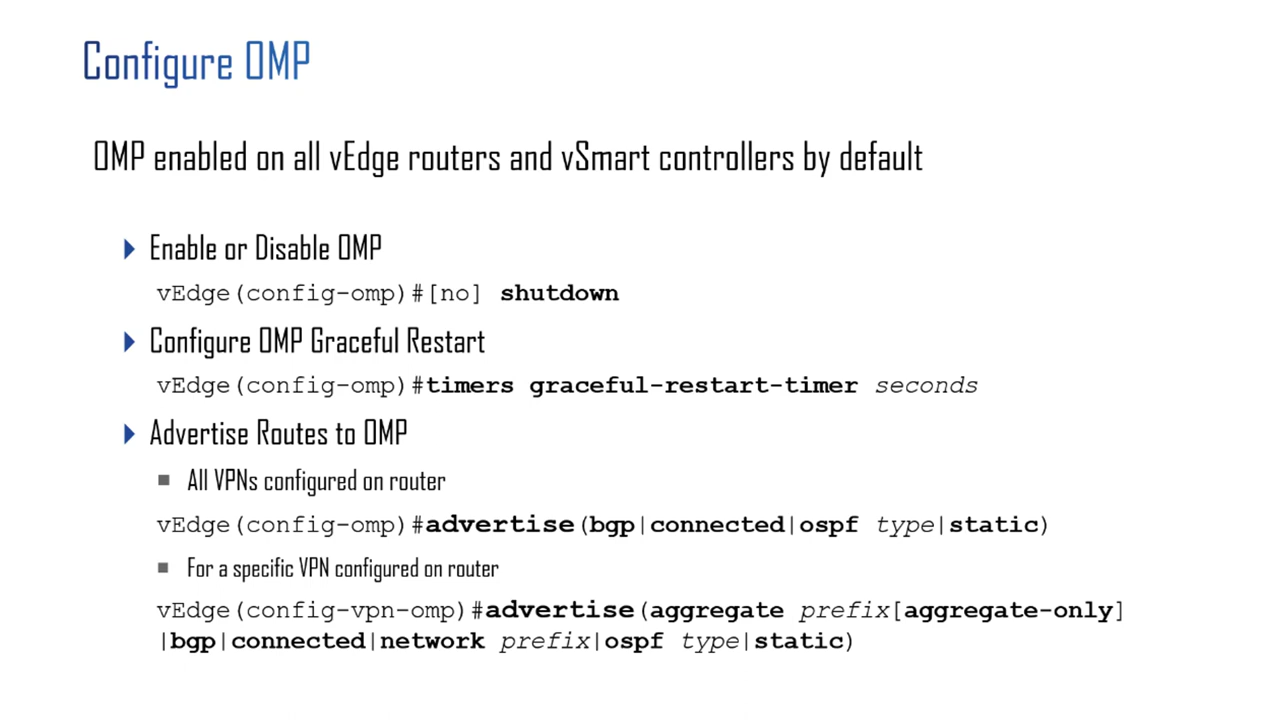 Configure OMP
OMP enabled on all vEdge routers and vSmart controllers by default
Enable or Disable OMP
vEdge(config-omp)#[no] shutdown
Configure OMP Graceful Restart
vEdge(config-omp)#timers graceful-restart-timer seconds
Advertise Routes to OMP
All VPNs configured on router
vEdge(config-omp)#advertise(bgp|connected|ospf type|static)
For a specific VPN configured on router
vEdge(config-vpn-omp)#advertise(aggregate prefix[aggregate-only]
|bgp|connected|network prefix|ospf type|static)